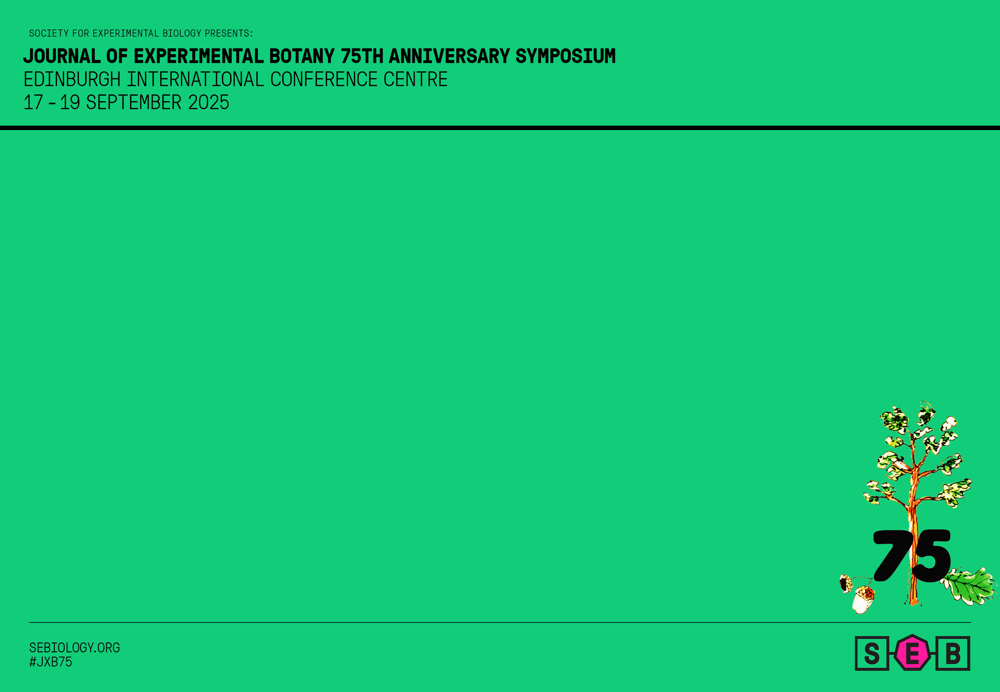 SOCIETY FOR EXPERIMENTAL BIOLOGY PRESENTS:
JOURNAL OF EXPERIMENTAL BOTANY 75TH ANNIVERSARY SYMPOSIUM
EDINBURGH INTERNATIONAL CONFERENCE CENTRE
17 - 19 SEPTEMBER 2025
75
SEBIOLOGY.ORG
#JXB75
S E B